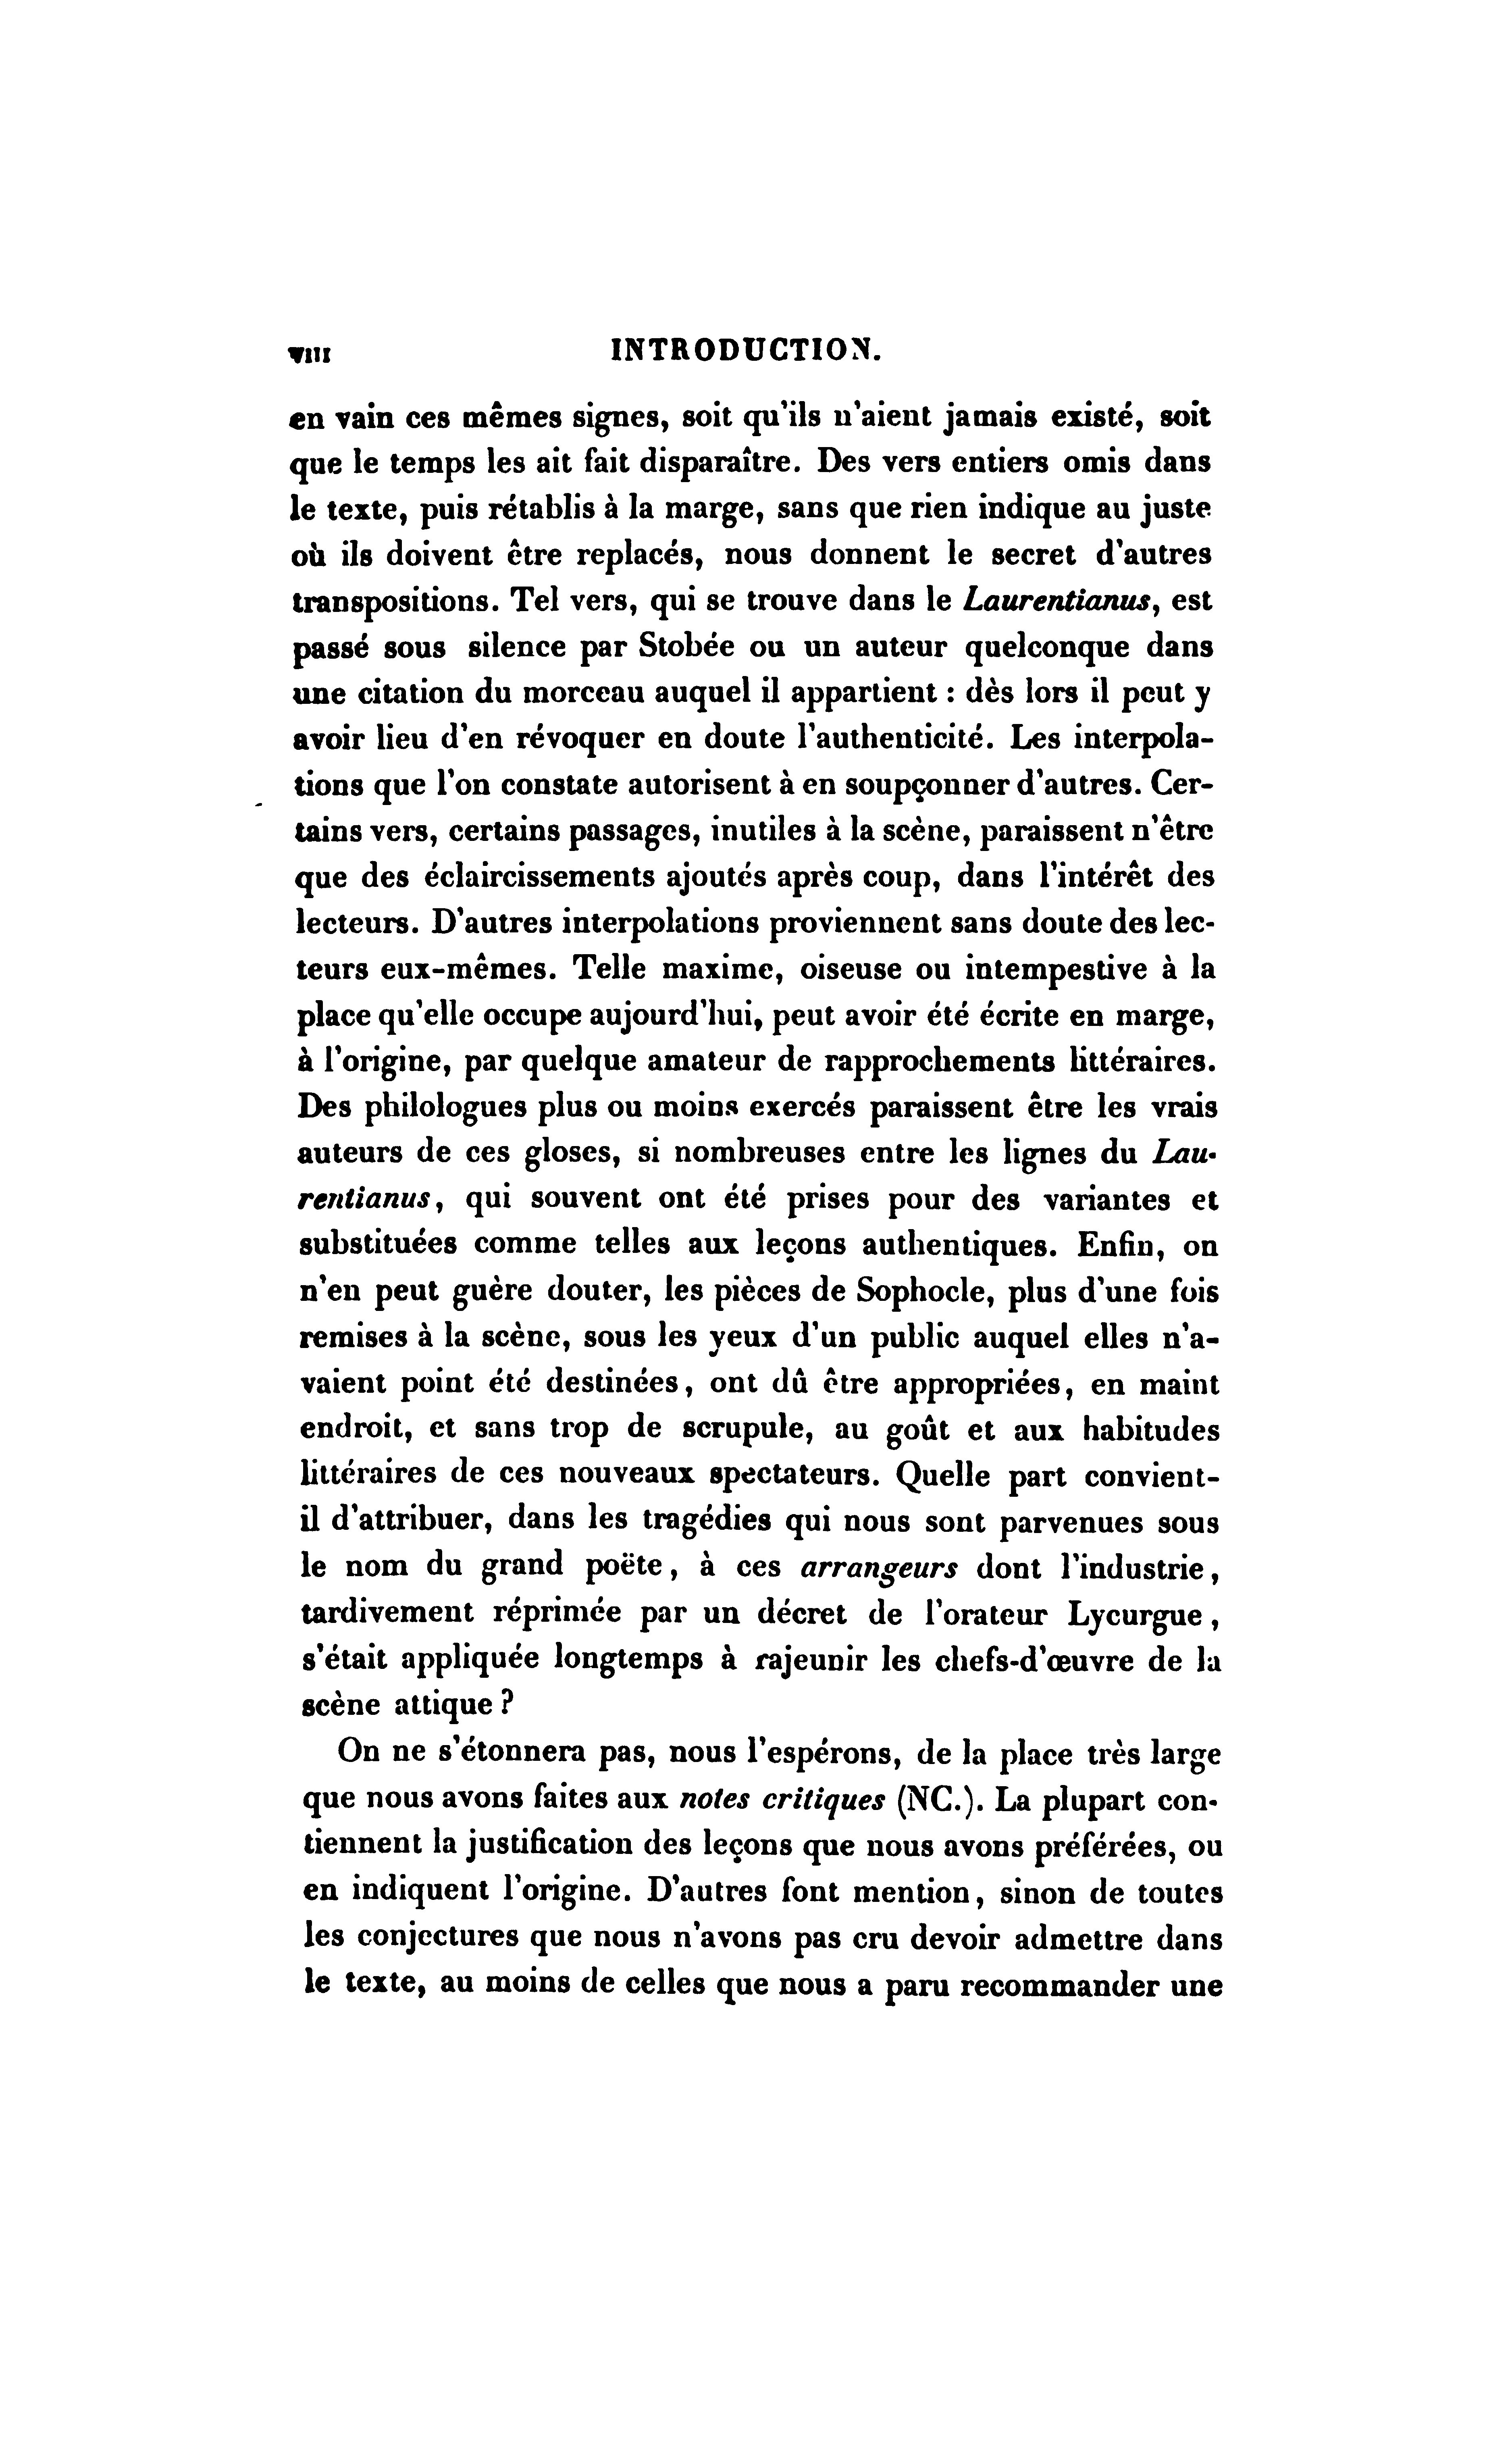 VIII INTRODUCTION.
en vain ces mêmes signes, soit qu'ils n'aient jamais existé, soit
que le temps les ait fait disparaître. Des vers entiers omis dans
le texte, puis rétablis à la marge, sans que rien indique au juste
où ils doivent être replacés, nous donnent le secret d'autres
transpositions. Tel vers, qui se trouve dans le Laurentianus, est
passé sous silence par Stobée ou un auteur quelconque dans
une citation du morceau auquel il appartient : dès lors il peut y
avoir lieu d'en révoquer en doute l'authenticité. Les interpola-
tions que l'on constate autorisent à en soupçonner d'autres. Cer-
tains vers, certains passages, inutiles à la scène, paraissent n'être
que des éclaircissements ajoutés après coup, dans l'intérêt des
lecteurs. D'autres interpolations proviennent sans doute des lec-
teurs eux-mêmes. Telle maxime, oiseuse ou intempestive à la
place qu'elle occupe aujourd'hui, peut avoir été écrite en marge,
à l'origine, par quelque amateur de rapprochements littéraires.
Des philologues plus ou moins exercés paraissent être les vrais
auteurs de ces gloses, si nombreuses entre les lignes du Lau-
rentianus, qui souvent ont été prises pour des variantes et
substituées comme telles aux leçons authentiques. Enfin, on
n'en peut guère douter, les pièces de Sophocle, plus d'une fois
remises à la scène, sous les yeux d'un public auquel elles n'a-
vaient point été destinées, ont dû être appropriées, en maint
endroit, et sans trop de scrupule, au goût et aux habitudes
littéraires de ces nouveaux spectateurs. Quelle part convient-
il d'attribuer, dans les tragédies qui nous sont parvenues sous
le nom du grand poëte, à ces arrangeurs dont l'industrie,
tardivement réprimée par un décret de l'orateur Lycurgue,
s'était appliquée longtemps à rajeunir les chefs-d'œuvre de la
scène attique ?
On ne s'étonnera pas, nous l'espérons, de la place très large
que nous avons faites aux notes critiques (NC.). La plupart con-
tiennent la justification des leçons que nous avons préférées, ou
en indiquent l'origine. D'autres font mention, sinon de toutes
les conjectures que nous n'avons pas cru devoir admettre dans
le texte, au moins de celles que nous a paru recommander une